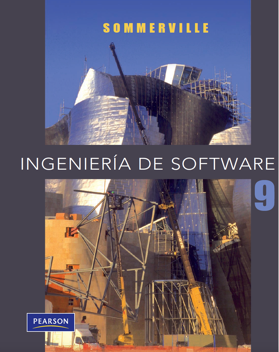 SOMMERVILLE
INGENIERÍA DE SOFTWARE
9
PEARSON